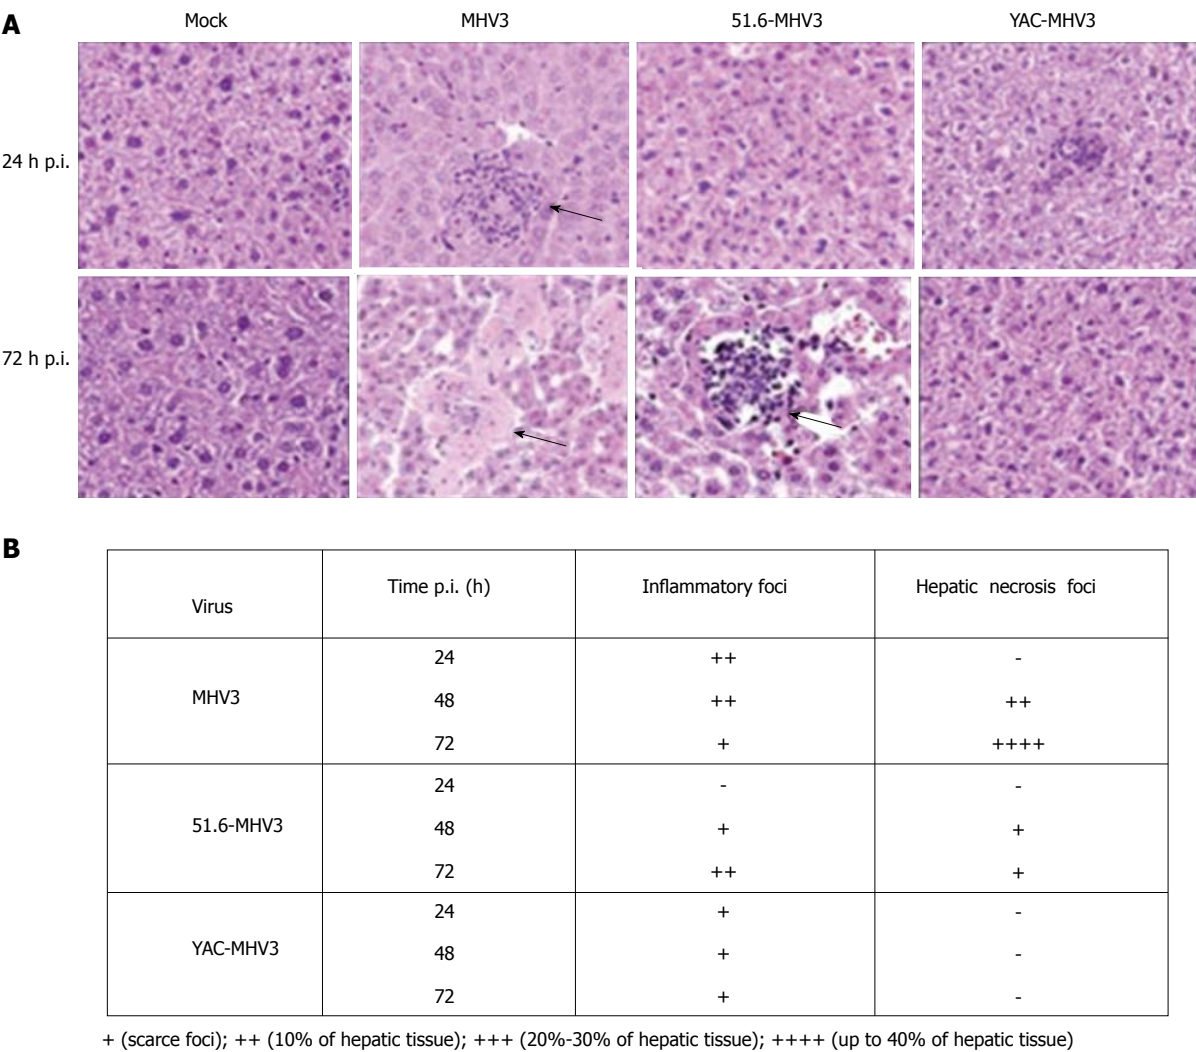 A
Mock MHV3 51.6-MHV3 YAC-MHV3
24 h p.i.
72 h p.i.
B
Virus Time p.i. (h) Inflammatory foci Hepatic necrosis foci
MHV3
24 ++ -
48 ++ ++
72 + ++++
51.6-MHV3
24 - -
48 + +
72 ++ +
YAC-MHV3
24 + -
48 + -
72 + -
+ (scarce foci); ++ (10% of hepatic tissue); +++ (20%-30% of hepatic tissue); ++++ (up to 40% of hepatic tissue)